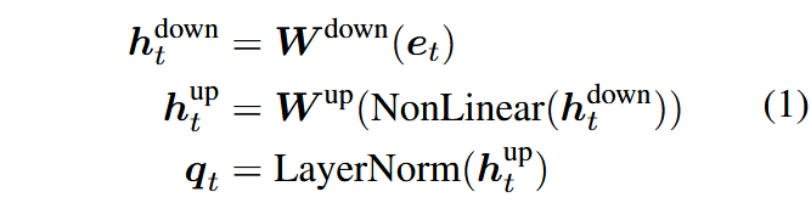 h_t^down = W^down(e_t)
h_t^up = W^up(NonLinear(h_t^down)) (1)
q_t = LayerNorm(h_t^up)